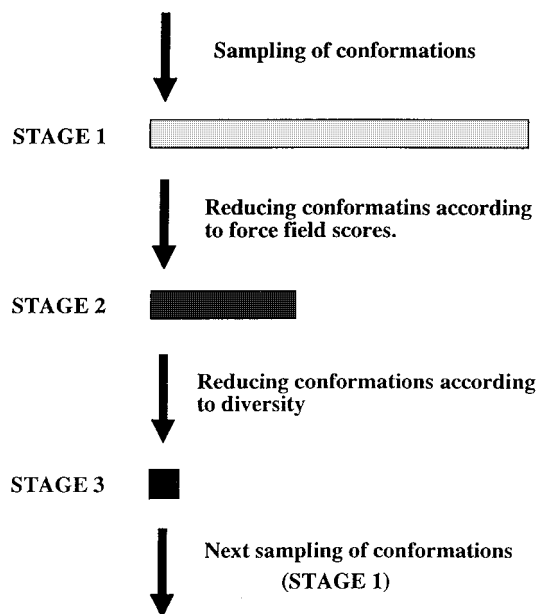 Sampling of conformations
STAGE 1
Reducing conformatins according
to force field scores.
STAGE 2
Reducing conformations according
to diversity
STAGE 3
Next sampling of conformations
(STAGE 1)